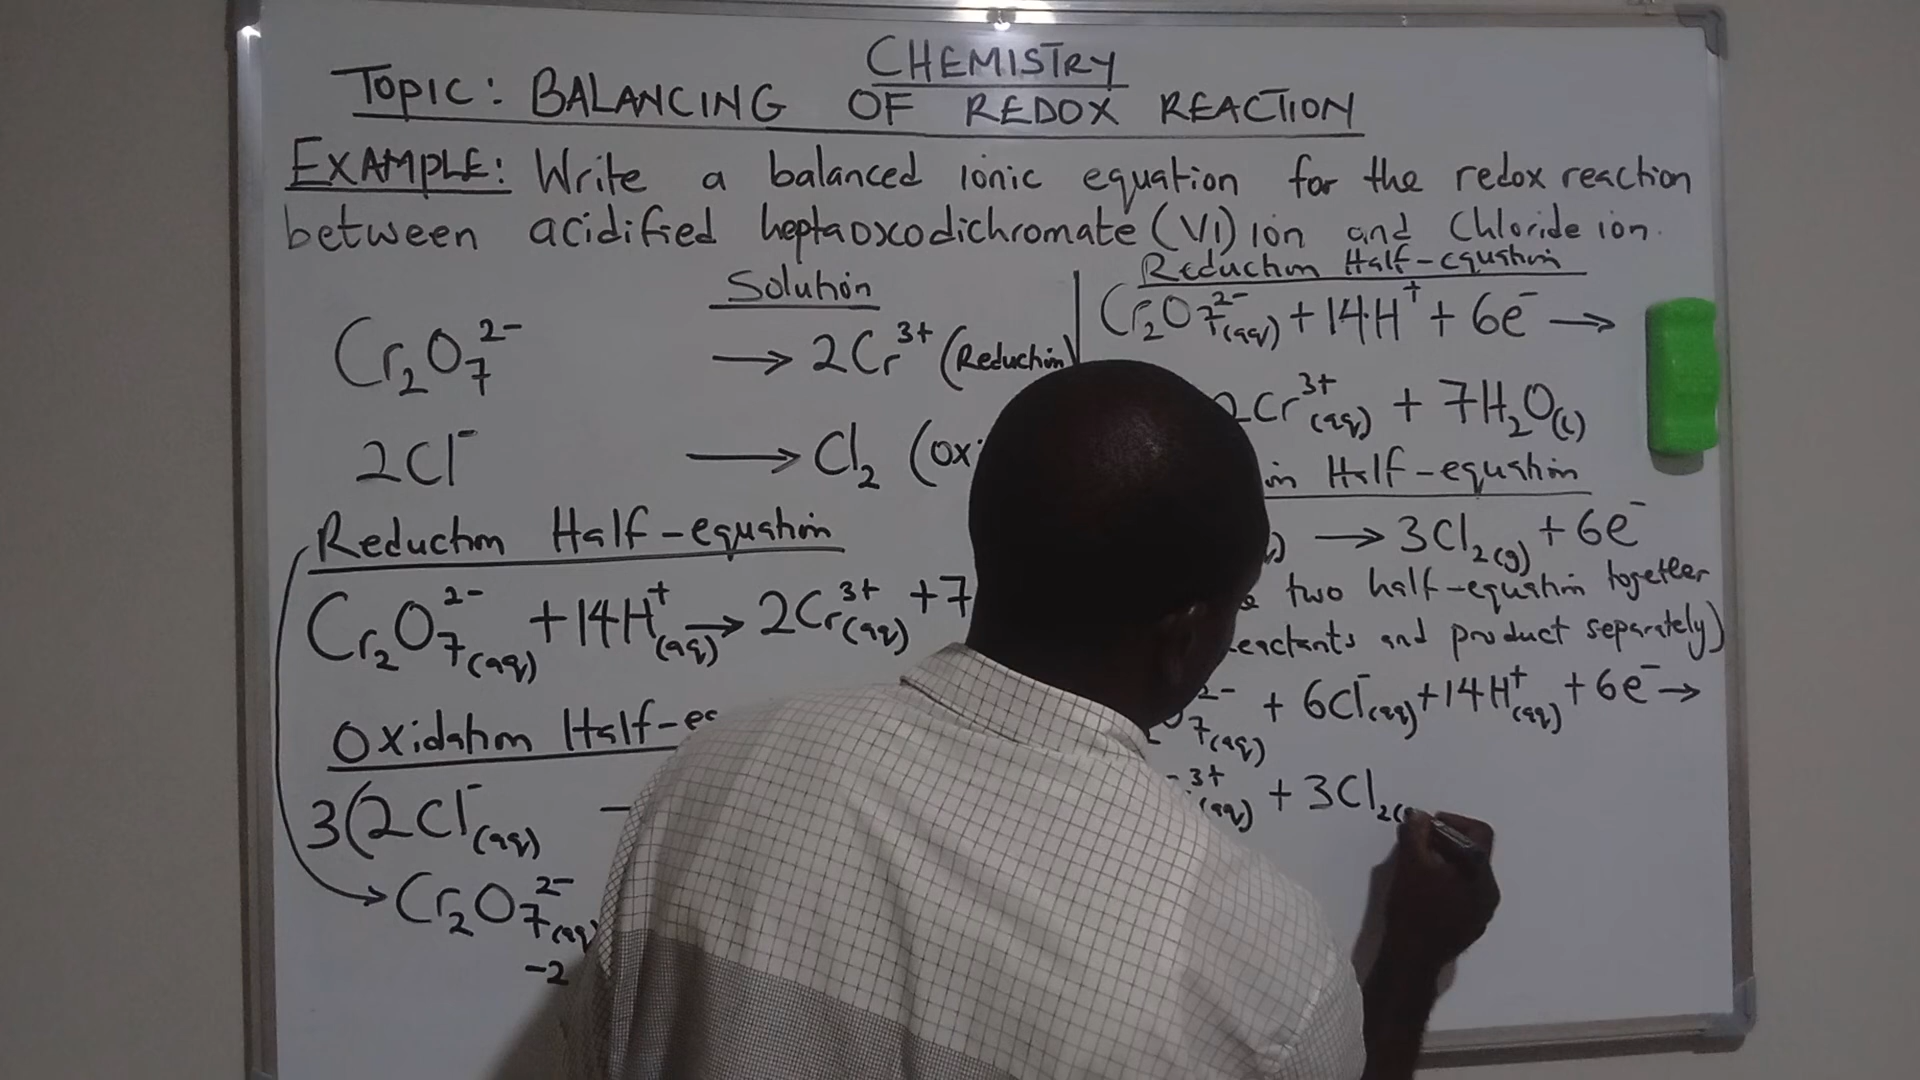 CHEMISTRY
TOPIC: BALANCING OF REDOX REACTION
EXAMPLE: Write a balanced ionic equation for the redox reaction
between acidified heptaoxodichromate (VI) ion and Chloride ion.
Solution
Cr₂O₇²⁻ → 2Cr³⁺ (Reduction)
2Cl⁻ → Cl₂ (
Reduction Half-equation
Cr₂O₇²⁻(aq) + 14H⁺(aq) → 2Cr³⁺(aq) + 7
Oxidation Half-
3(2Cl⁻(aq)
→ Cr₂O₇²⁻(aq)
-2
Reduction Half-equation
Cr₂O₇²⁻(aq) + 14H⁺ + 6e⁻ →
2Cr³⁺(aq) + 7H₂O(l)
Half-equation
→ 3Cl₂(g) + 6e⁻
two half-equation together
and product separately)
₇²⁻(aq) + 6Cl⁻(aq) + 14H⁺(aq) + 6e⁻ →
³⁺(aq) + 3Cl₂(